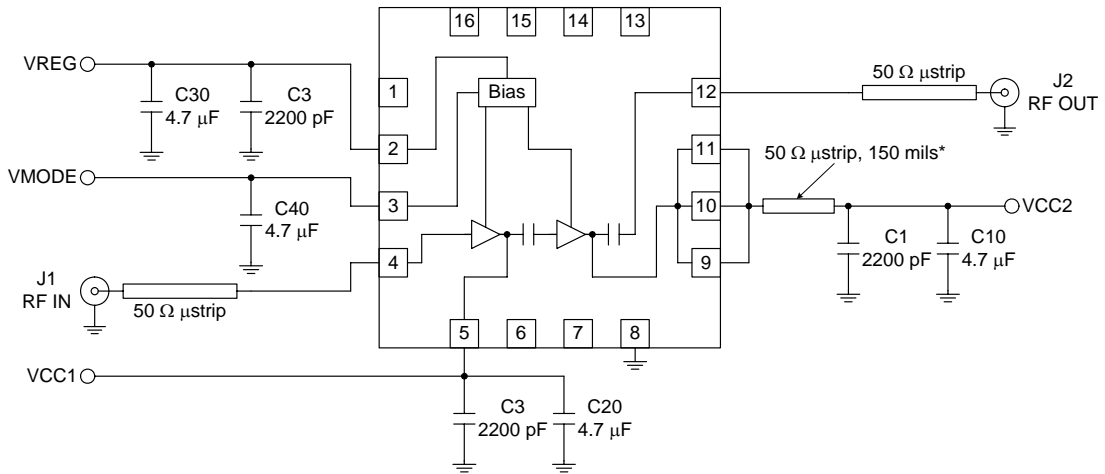 16 15 14 13
VREG
C30
4.7 μF
C3
2200 pF
1
Bias
12
50 Ω μstrip
J2
RF OUT
2
11
50 Ω μstrip, 150 mils*
VMODE
C40
4.7 μF
3
10
VCC2
4
9
C1
2200 pF
C10
4.7 μF
J1
RF IN
50 Ω μstrip
5 6 7 8
VCC1
C3
2200 pF
C20
4.7 μF